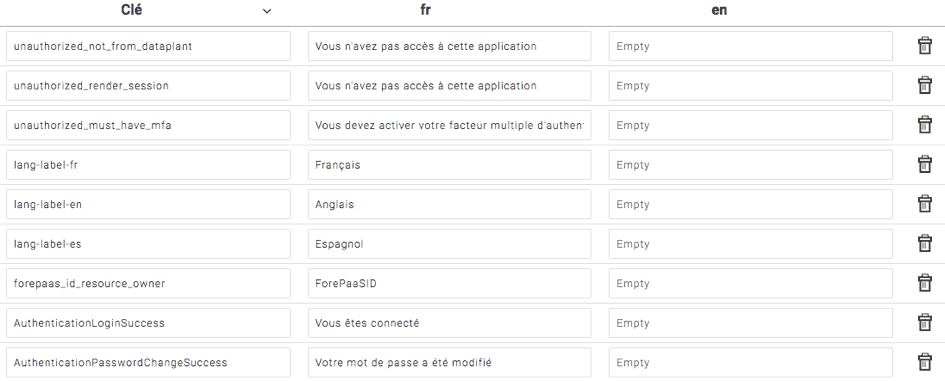 Clé fr en
unauthorized_not_from_dataplant Vous n'avez pas accès à cette application Empty
unauthorized_render_session Vous n'avez pas accès à cette application Empty
unauthorized_must_have_mfa Vous devez activer votre facteur multiple d'authent Empty
lang-label-fr Français Empty
lang-label-en Anglais Empty
lang-label-es Espagnol Empty
forepaas_id_resource_owner ForePaaSID Empty
AuthenticationLoginSuccess Vous êtes connecté Empty
AuthenticationPasswordChangeSuccess Votre mot de passe a été modifié Empty